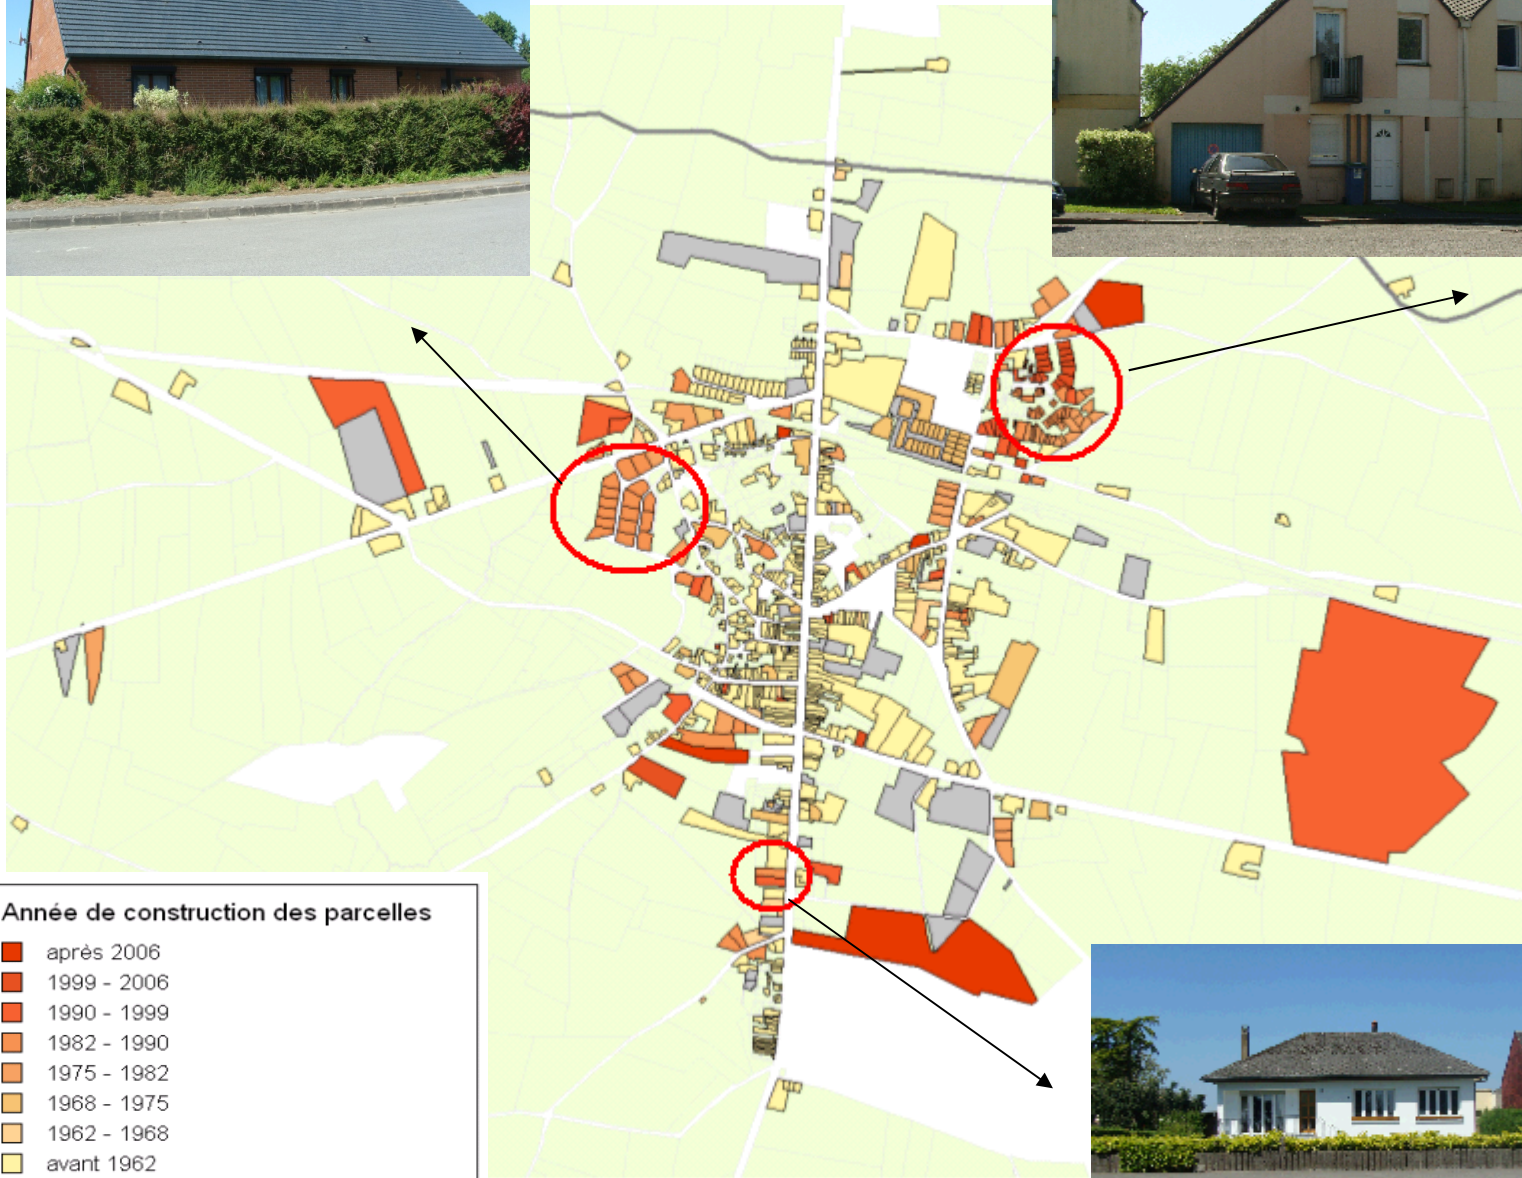 Année de construction des parcelles
après 2006
1999 - 2006
1990 - 1999
1982 - 1990
1975 - 1982
1968 - 1975
1962 - 1968
avant 1962